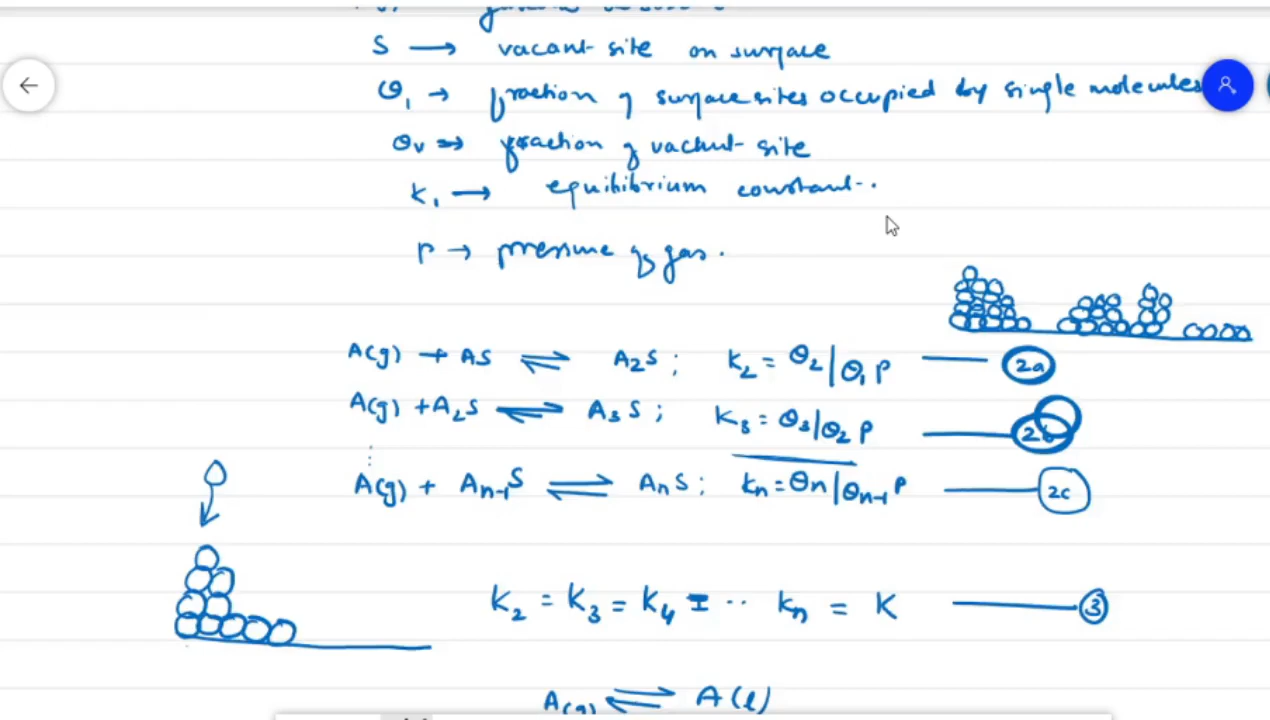 S → vacant site on surface
θ₁ → fraction of surface sites occupied by single molecules
θᵥ → fraction of vacant site
K₁ → equibibrium constant.
P → pressure of gas.
A(g) + AS ⇌ A₂S ; K₂ = θ₂/θ₁ P — 2a
A(g) + A₂S ⇌ A₃S ; K₃ = θ₃/θ₂ P — 2b
⋮
A(g) + Aₙ₋₁S ⇌ AₙS ; Kₙ = θₙ/θₙ₋₁ P — 2c
K₂ = K₃ = K₄ = .. Kₙ = K — 3
A(g) ⇌ A(l)